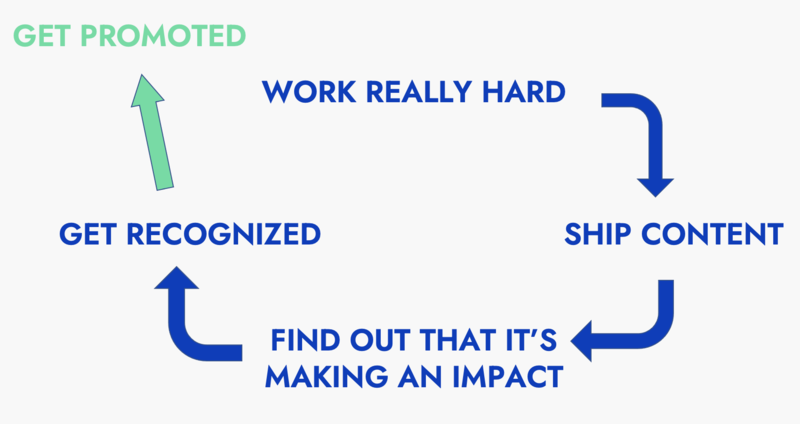 GET PROMOTED
WORK REALLY HARD
SHIP CONTENT
FIND OUT THAT IT’S
MAKING AN IMPACT
GET RECOGNIZED